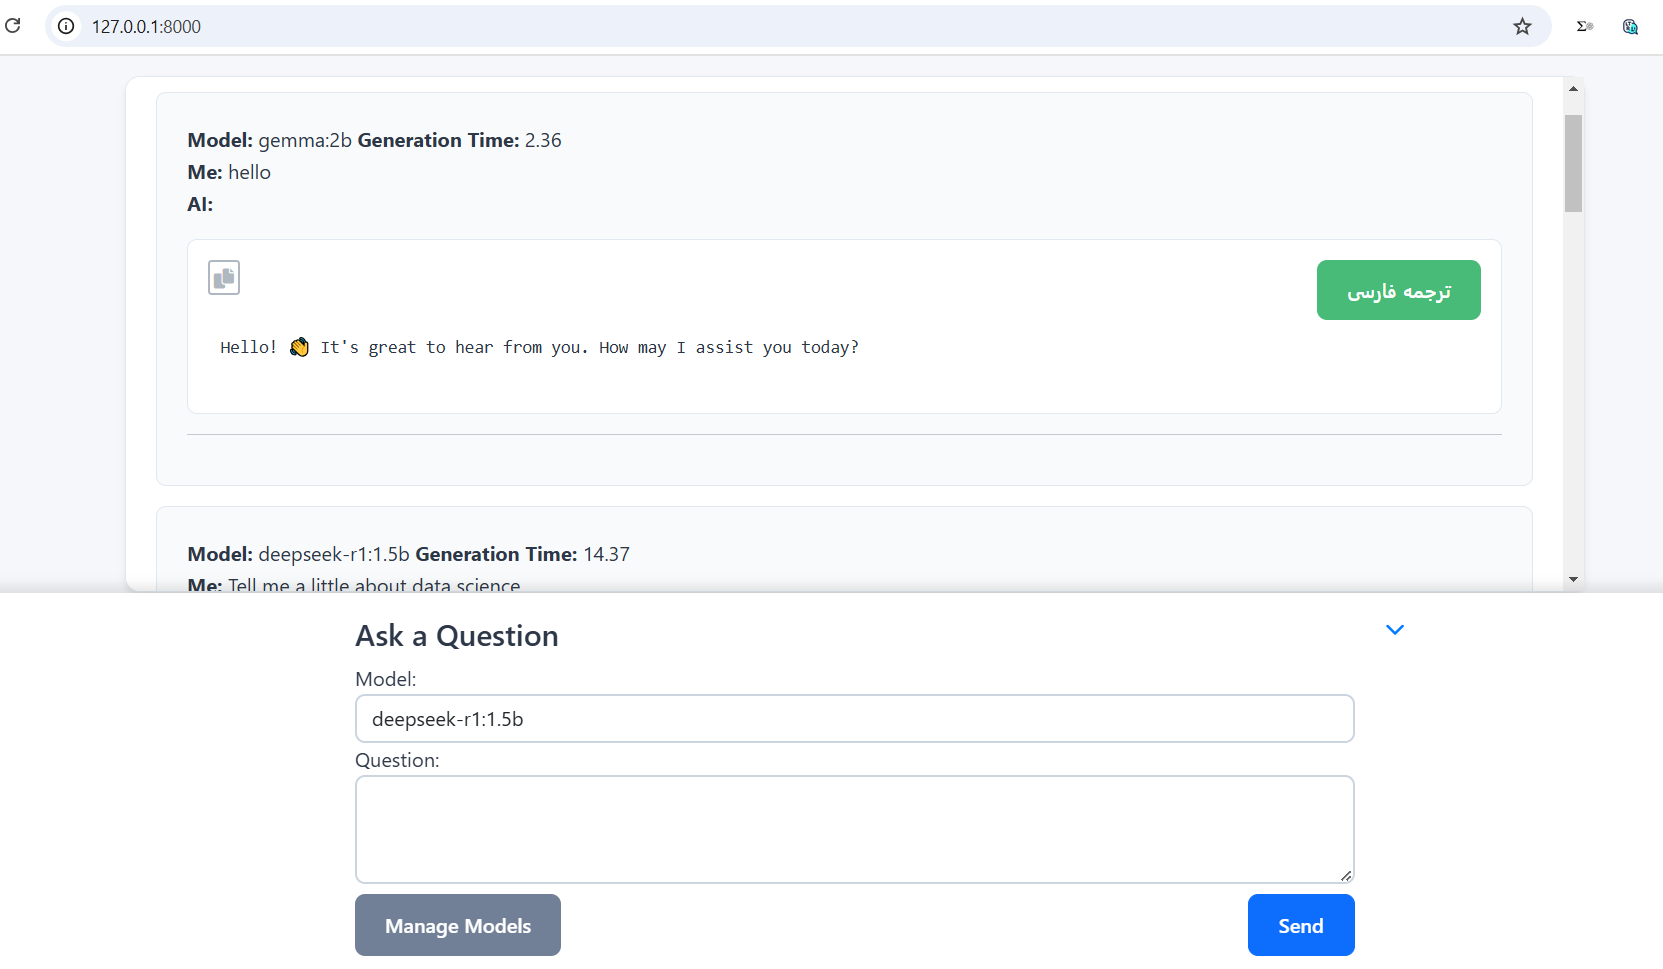 127.0.0.1:8000
Model: gemma:2b Generation Time: 2.36
Me: hello
AI:
ترجمه فارسی
Hello! 👏 It's great to hear from you. How may I assist you today?
Model: deepseek-r1:1.5b Generation Time: 14.37
Me: Tell me a little about data science
Ask a Question
Model:
deepseek-r1:1.5b
Question:
Manage Models
Send